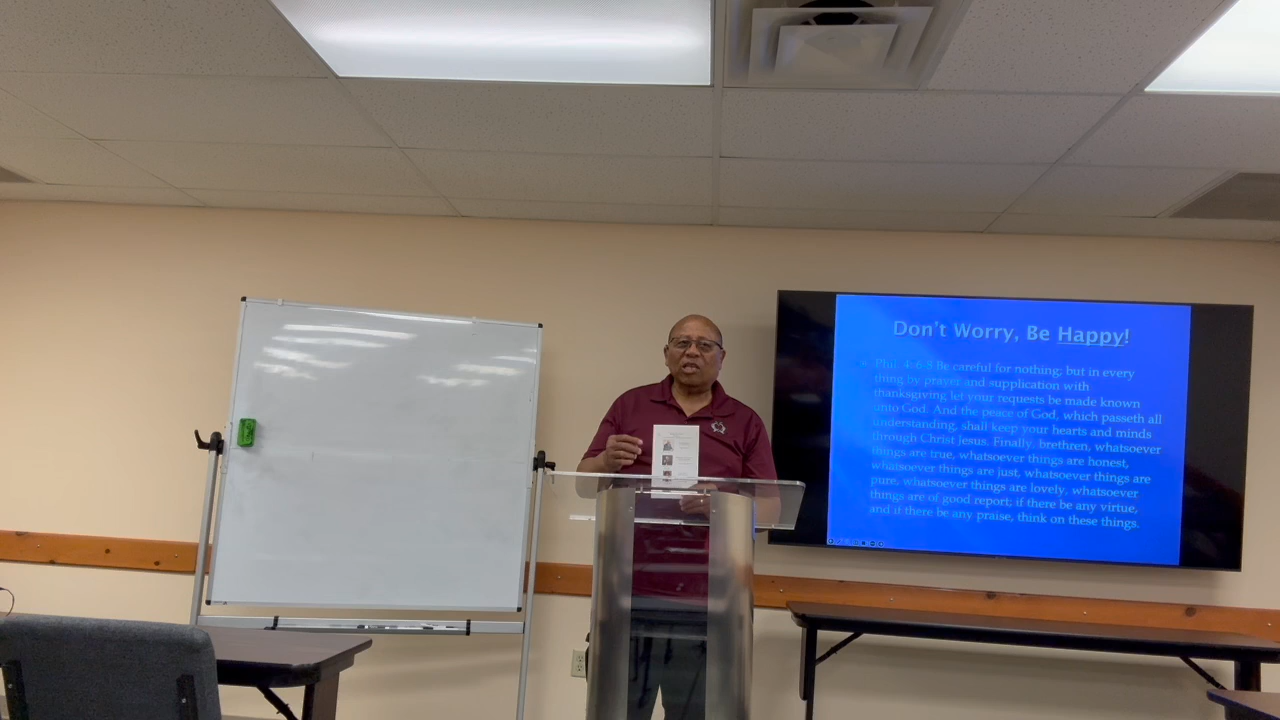 Don't Worry, Be Happy!
Phil. 4:6-8 Be careful for nothing; but in every
thing by prayer and supplication with
thanksgiving let your requests be made known
unto God. And the peace of God, which passeth all
understanding, shall keep your hearts and minds
through Christ Jesus. Finally, brethren, whatsoever
things are true, whatsoever things are honest,
whatsoever things are just, whatsoever things are
pure, whatsoever things are lovely, whatsoever
things are of good report; if there be any virtue,
and if there be any praise, think on these things.